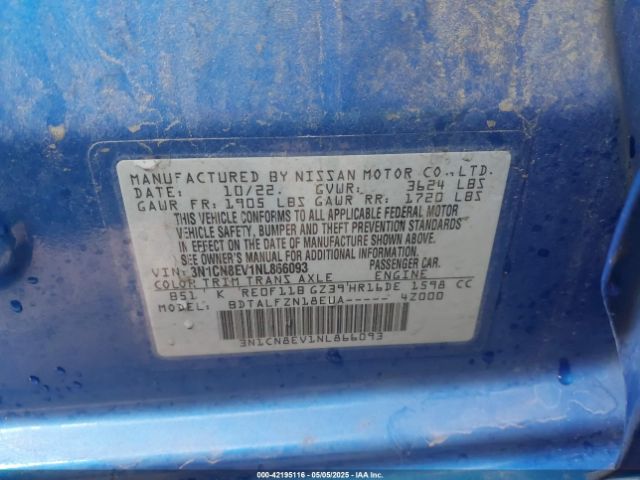 MANUFACTURED BY NISSAN MOTOR CO.,LTD.
DATE: 10/22 GVWR: 3624 LBS
GAWR FR: 1905 LBS GAWR RR: 1720 LBS
THIS VEHICLE CONFORMS TO ALL APPLICABLE FEDERAL MOTOR
VEHICLE SAFETY, BUMPER AND THEFT PREVENTION STANDARDS
IN EFFECT ON THE DATE OF MANUFACTURE SHOWN ABOVE.
SEE OWNER'S MANUAL FOR ADDITIONAL INFORMATION.
VIN: 3N1CN8EV1NL866093 PASSENGER CAR.
COLOR TRIM TRANS AXLE ENGINE
B51 K RE0F11B GZ39 HR16DE 1598 CC
MODEL: BDTALFZN18EUA----- 4Z000
3N1CN8EV1NL866093
000-42195116 - 05/05/2025 - IAA Inc.